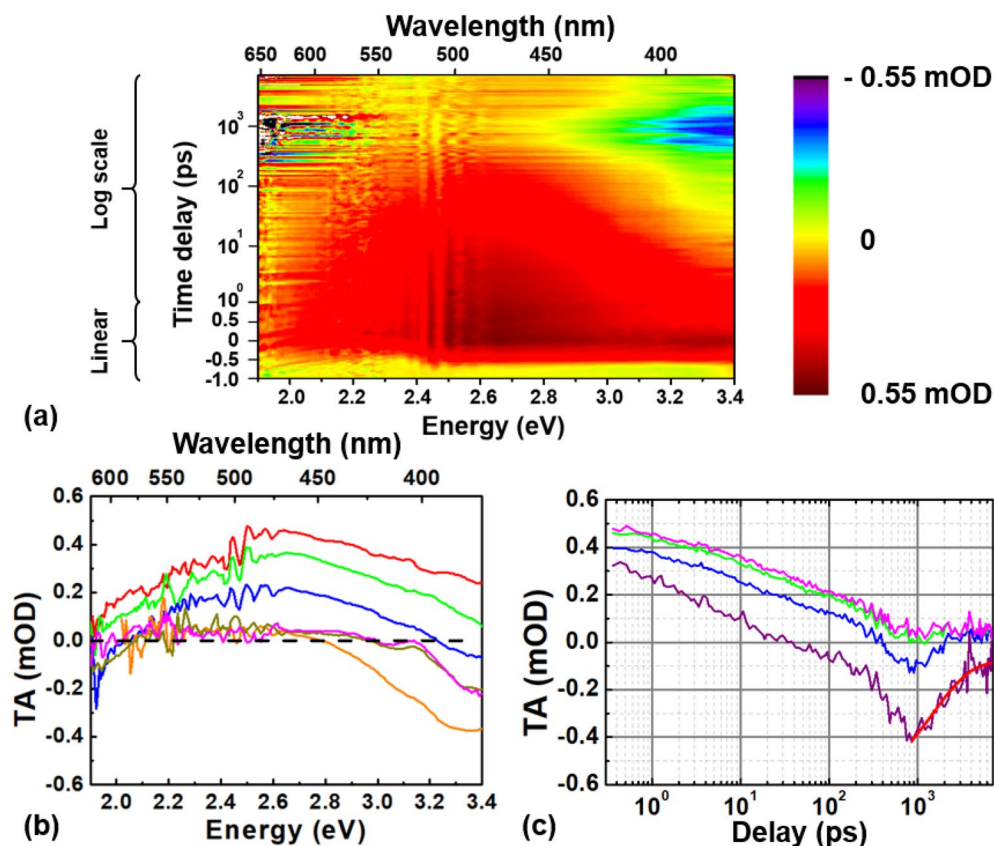 Wavelength (nm)
650 600 550 500 450 400
Log scale
Linear
Time delay (ps)
10³
10²
10¹
10⁰
0.5
0
-0.5
-1.0
2.0 2.2 2.4 2.6 2.8 3.0 3.2 3.4
Energy (eV)
- 0.55 mOD
0
0.55 mOD
(a)
Wavelength (nm)
600 550 500 450 400
TA (mOD)
0.6
0.4
0.2
0.0
-0.2
-0.4
-0.6
2.0 2.2 2.4 2.6 2.8 3.0 3.2 3.4
Energy (eV)
(b)
TA (mOD)
0.6
0.4
0.2
0.0
-0.2
-0.4
-0.6
10⁰ 10¹ 10² 10³
Delay (ps)
(c)